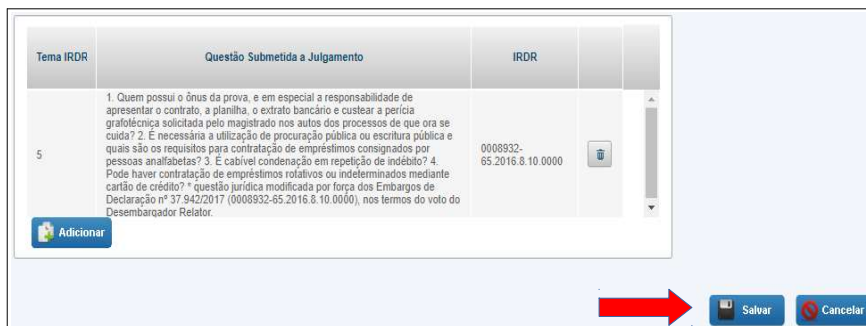 Tema IRDR
Questão Submetida a Julgamento
IRDR
5
1. Quem possui o ônus da prova, e em especial a responsabilidade de
apresentar o contrato, a planilha, o extrato bancário e custear a perícia
grafotécnica solicitada pelo magistrado nos autos dos processos de que ora se
cuida? 2. É necessária a utilização de procuração pública ou escritura pública e
quais são os requisitos para contratação de empréstimos consignados por
pessoas analfabetas? 3. É cabível condenação em repetição de indébito? 4.
Pode haver contratação de empréstimos rotativos ou indeterminados mediante
cartão de crédito? * questão jurídica modificada por força dos Embargos de
Declaração nº 37.942/2017 (0008932-65.2016.8.10.0000), nos termos do voto do
Desembargador Relator.
0008932-
65.2016.8.10.0000
Adicionar
Salvar
Cancelar